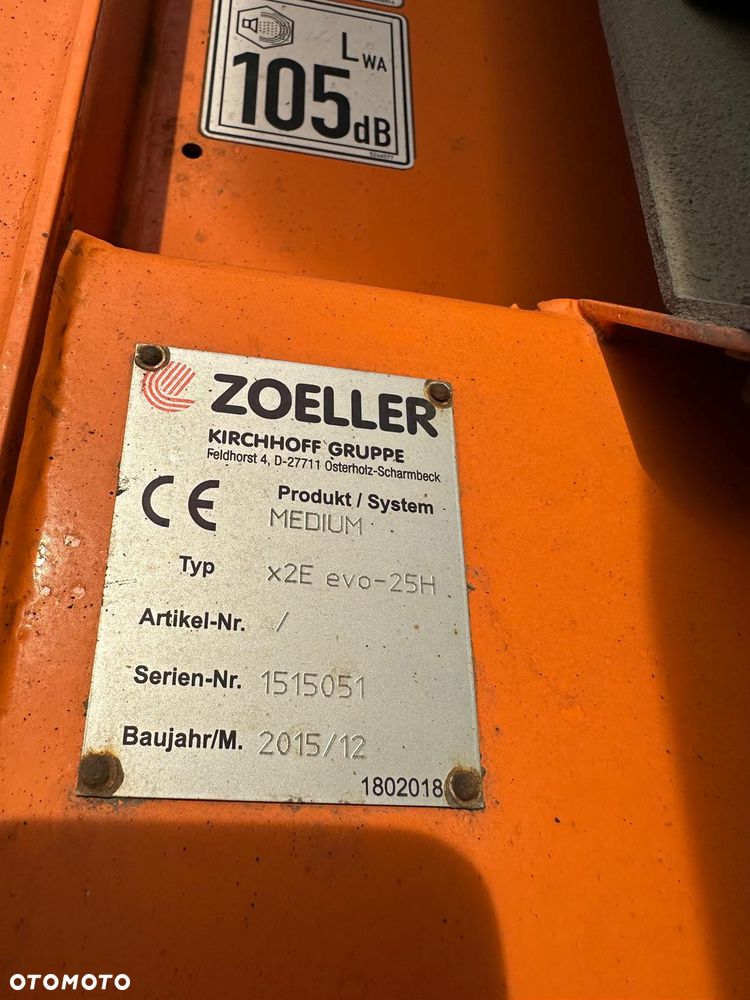 LWA
105dB
ZOELLER
KIRCHHOFF GRUPPE
Feldhorst 4, D-27711 Osterholz-Scharmbeck
CE
Produkt / System
MEDIUM
Typ x2E evo-25H
Artikel-Nr. /
Serien-Nr. 1515051
Baujahr/M. 2015/12
1802018
OTOMOTO